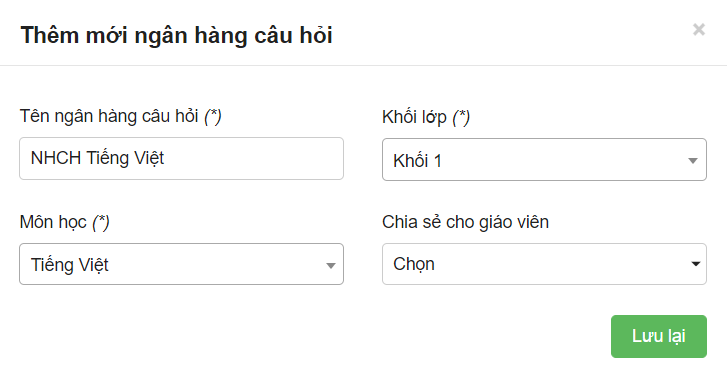 Thêm mới ngân hàng câu hỏi
×
Tên ngân hàng câu hỏi (*)
Khối lớp (*)
NHCH Tiếng Việt
Khối 1
Môn học (*)
Chia sẻ cho giáo viên
Tiếng Việt
Chọn
Lưu lại